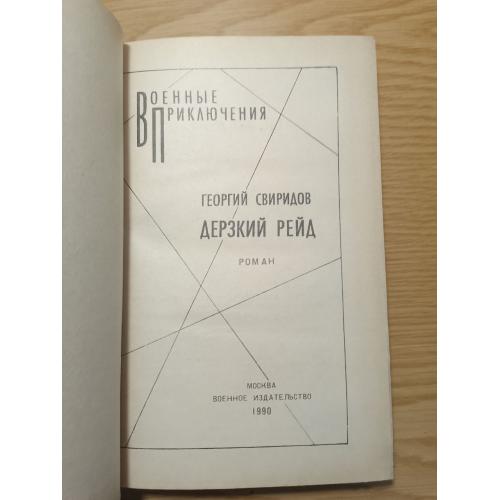 ВОЕННЫЕ
ПРИКЛЮЧЕНИЯ
ГЕОРГИЙ СВИРИДОВ
ДЕРЗКИЙ РЕЙД
РОМАН
МОСКВА
ВОЕННОЕ ИЗДАТЕЛЬСТВО
1990